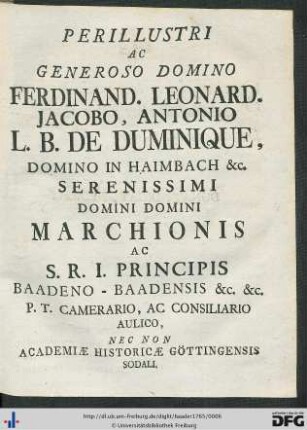 PERILLUSTRI
AC
GENEROSO DOMINO
FERDINAND. LEONARD.
JACOBO, ANTONIO
L. B. DE DUMINIQUE,
DOMINO IN HAIMBACH &c.
SERENISSIMI
DOMINI DOMINI
MARCHIONIS
AC
S. R. I. PRINCIPIS
BAADENO - BAADENSIS &c. &c.
P. T. CAMERARIO, AC CONSILIARIO
AULICO,
NEC NON
ACADEMIÆ HISTORICÆ GÖTTINGENSIS
SODALI,
http://dl.ub.uni-freiburg.de/diglit/baader1765/0006
© Universitätsbibliothek Freiburg
DFG